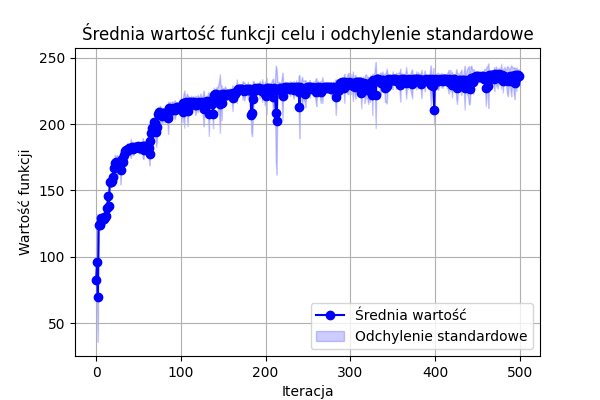 Średnia wartość funkcji celu i odchylenie standardowe
250
200
150
100
50
Wartość funkcji
0 100 200 300 400 500
Iteracja
Średnia wartość
Odchylenie standardowe